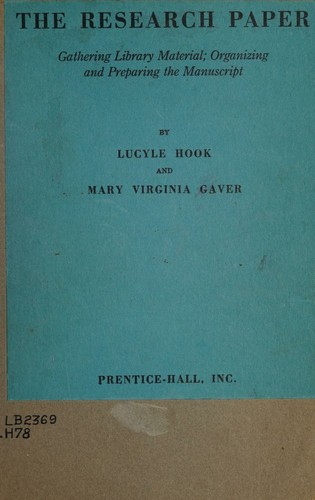 THE RESEARCH PAPER
Gathering Library Material; Organizing
and Preparing the Manuscript
BY
LUCYLE HOOK
AND
MARY VIRGINIA GAVER
PRENTICE-HALL, INC.
LB2369
.H78